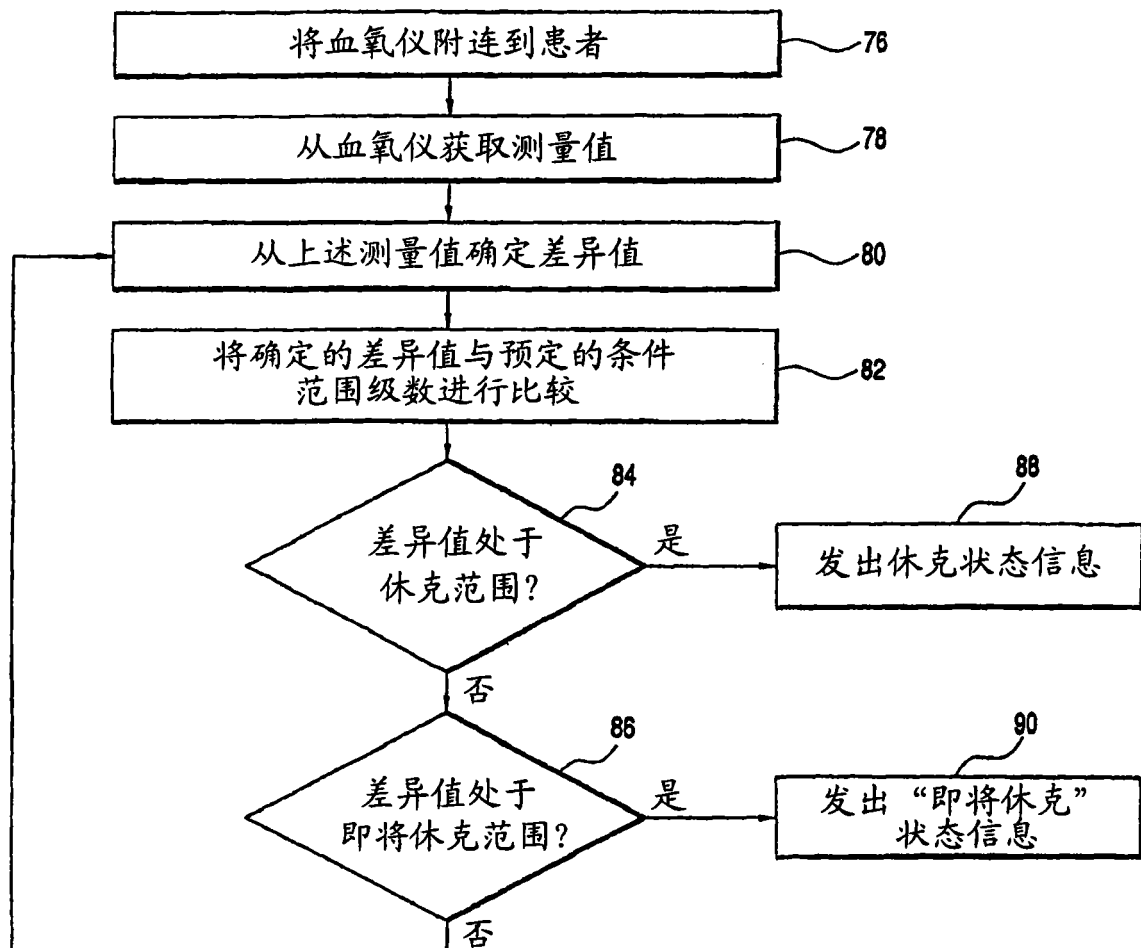 将血氧仪附连到患者
76
从血氧仪获取测量值
78
从上述测量值确定差异值
80
将确定的差异值与预定的条件
范围级数进行比较
82
84
差异值处于
休克范围?
是
88
发出休克状态信息
否
86
差异值处于
即将休克范围?
是
90
发出“即将休克”
状态信息
否